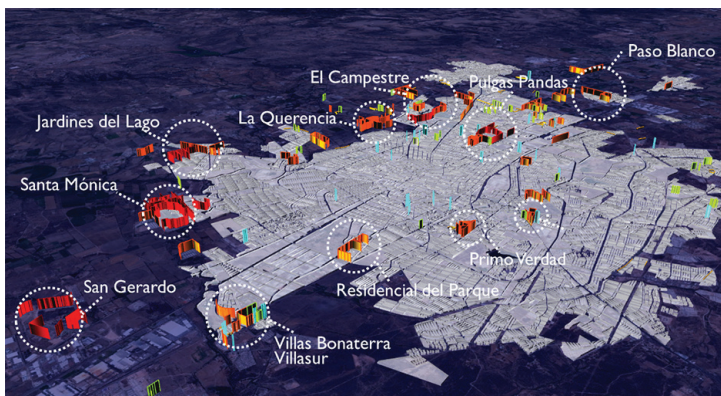 Paso Blanco
El Campestre
Pulgas Pandas
La Querencia
Jardines del Lago
Santa Mónica
Primo Verdad
San Gerardo
Residencial del Parque
Villas Bonaterra
Villasur